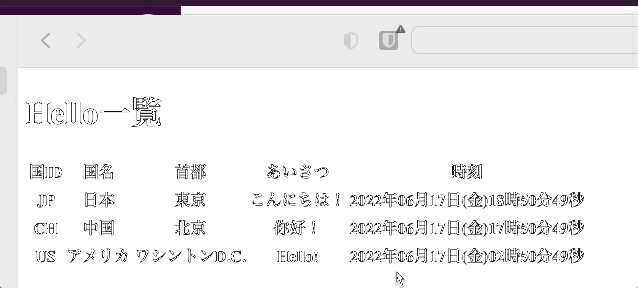 Hello一覧
国ID 国名 首都 あいさつ 時刻
JP 日本 東京 こんにちは！ 2022年06月17日(金)18時50分49秒
CH 中国 北京 你好！ 2022年06月17日(金)17時50分49秒
US アメリカ ワシントンD.C. Hello! 2022年06月17日(金)02時50分49秒